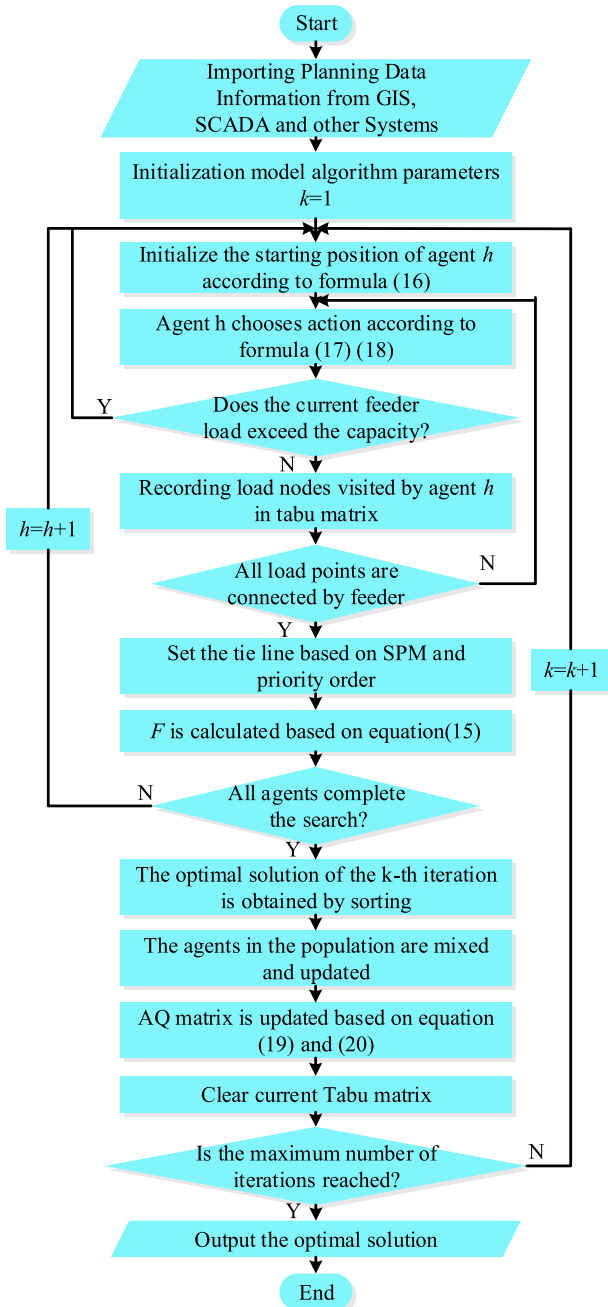 Start
Importing Planning Data
Information from GIS,
SCADA and other Systems
Initialization model algorithm parameters
k=1
Initialize the starting position of agent h
according to formula (16)
Agent h chooses action according to
formula (17) (18)
Y
Does the current feeder
load exceed the capacity?
N
Recording load nodes visited by agent h
in tabu matrix
h=h+1
All load points are
connected by feeder
N
Y
Set the tie line based on SPM and
priority order
k=k+1
F is calculated based on equation(15)
N
All agents complete
the search?
Y
The optimal solution of the k-th iteration
is obtained by sorting
The agents in the population are mixed
and updated
AQ matrix is updated based on equation
(19) and (20)
Clear current Tabu matrix
Is the maximum number of
iterations reached?
N
Y
Output the optimal solution
End